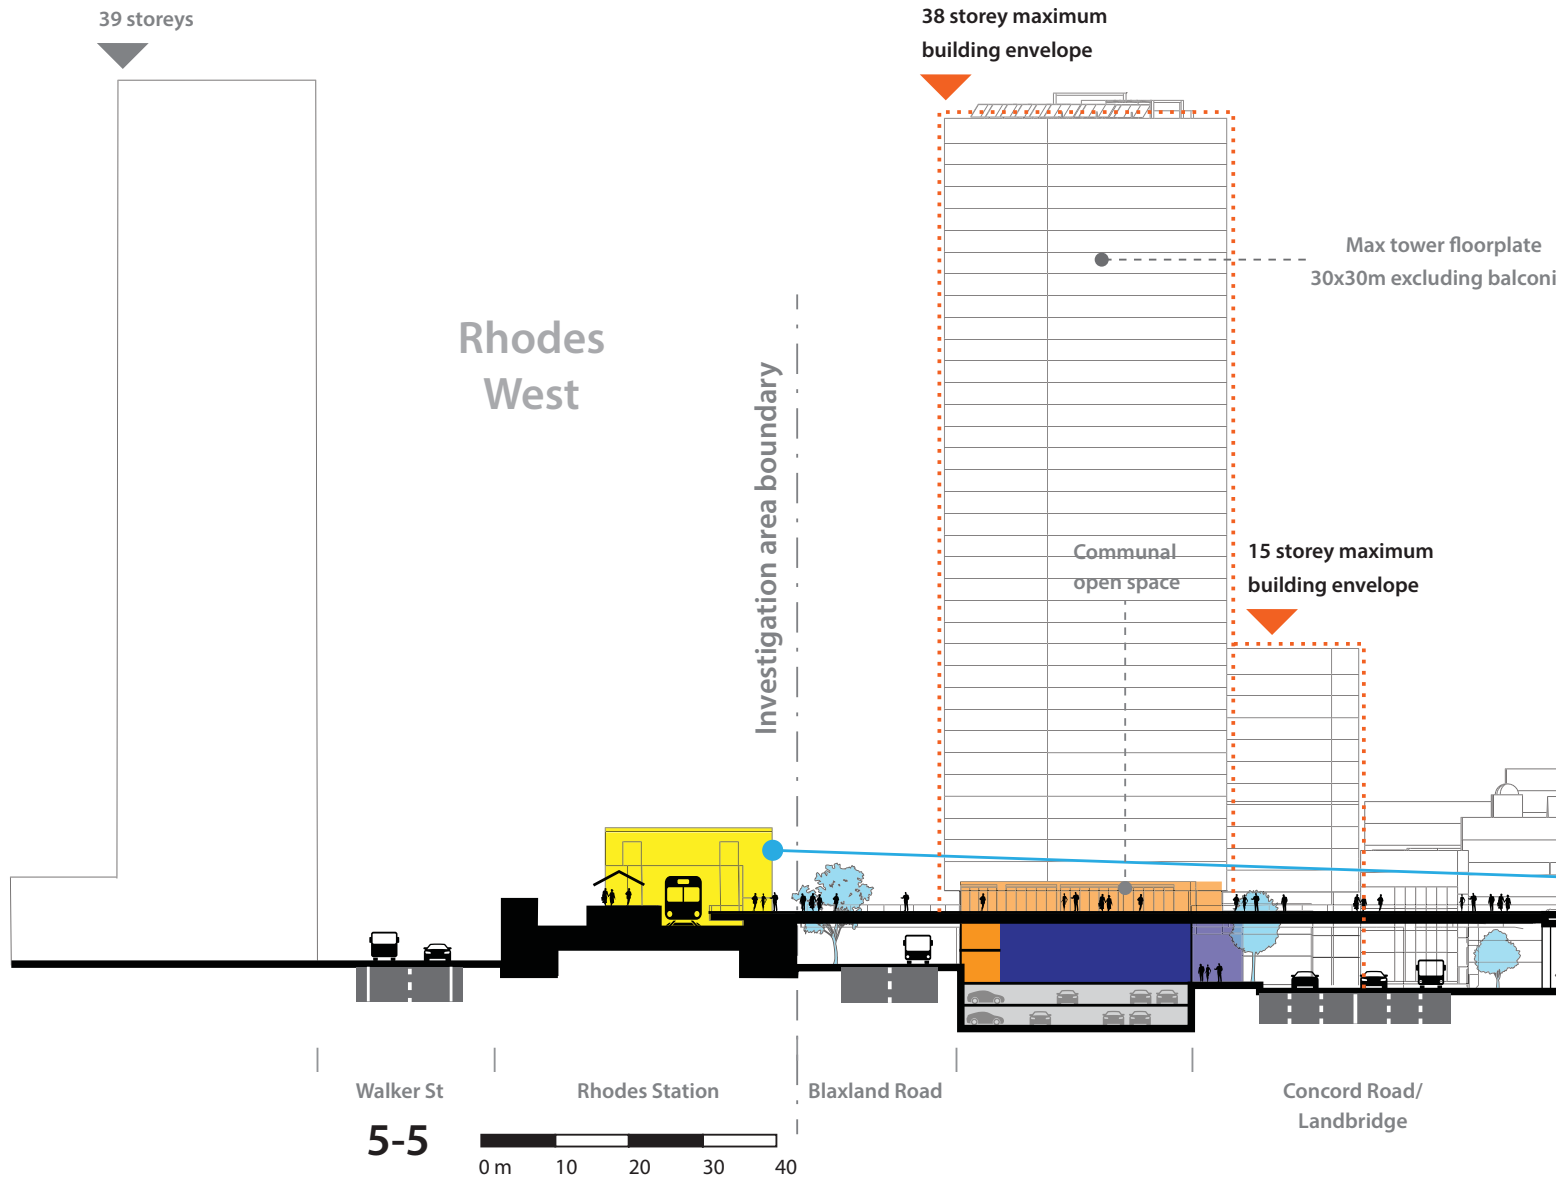 39 storeys
38 storey maximum
building envelope
Max tower floorplate
30x30m excluding balconi
Rhodes
West
Investigation area boundary
Communal
open space
15 storey maximum
building envelope
Walker St
Rhodes Station
Blaxland Road
Concord Road/
Landbridge
5-5
0 m 10 20 30 40